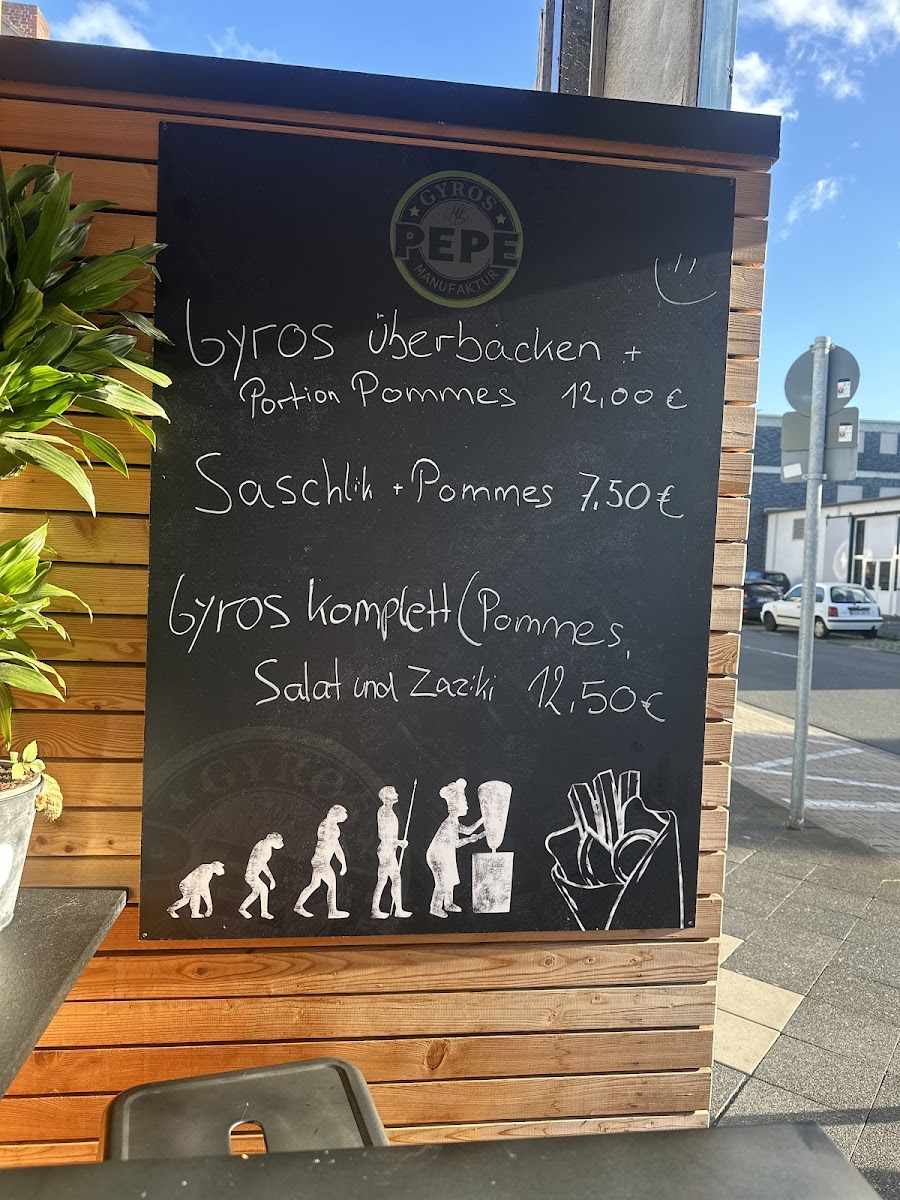 GYROS
PEPE
MANUFAKTUR
Gyros überbacken +
Portion Pommes 12,00 €
Saschlik + Pommes 7,50 €
Gyros komplett (Pommes,
Salat und Zaziki 12,50 €
GYROS